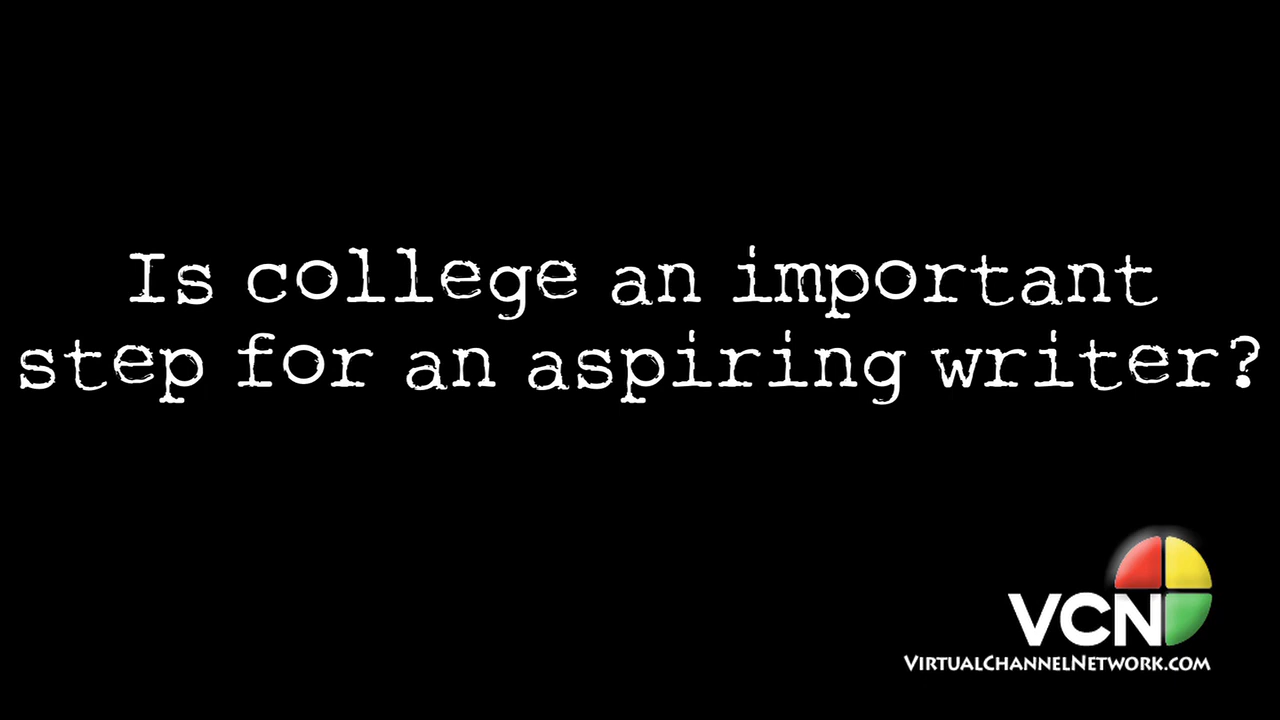 Is college an important
step for an aspiring writer?
VCN
VIRTUALCHANNELNETWORK.COM